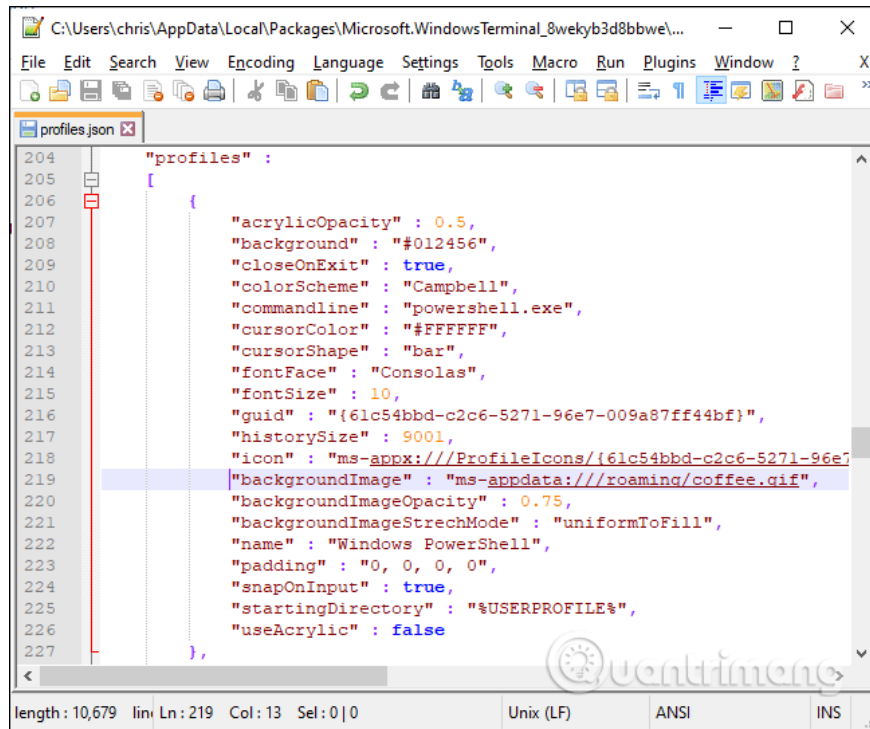 C:\Users\chris\AppData\Local\Packages\Microsoft.WindowsTerminal_8wekyb3d8bbwe\...
File Edit Search View Encoding Language Settings Tools Macro Run Plugins Window ? X
profiles.json
204 "profiles" :
205 [
206 {
207 "acrylicOpacity" : 0.5,
208 "background" : "#012456",
209 "closeOnExit" : true,
210 "colorScheme" : "Campbell",
211 "commandline" : "powershell.exe",
212 "cursorColor" : "#FFFFFF",
213 "cursorShape" : "bar",
214 "fontFace" : "Consolas",
215 "fontSize" : 10,
216 "guid" : "{61c54bbd-c2c6-5271-96e7-009a87ff44bf}",
217 "historySize" : 9001,
218 "icon" : "ms-appx:///ProfileIcons/{61c54bbd-c2c6-5271-96e7
219 "backgroundImage" : "ms-appdata:///roaming/coffee.gif",
220 "backgroundImageOpacity" : 0.75,
221 "backgroundImageStrechMode" : "uniformToFill",
222 "name" : "Windows PowerShell",
223 "padding" : "0, 0, 0, 0",
224 "snapOnInput" : true,
225 "startingDirectory" : "%USERPROFILE%",
226 "useAcrylic" : false
227 },
Quantrimang
length : 10,679 lin Ln : 219 Col : 13 Sel : 0 | 0 Unix (LF) ANSI INS